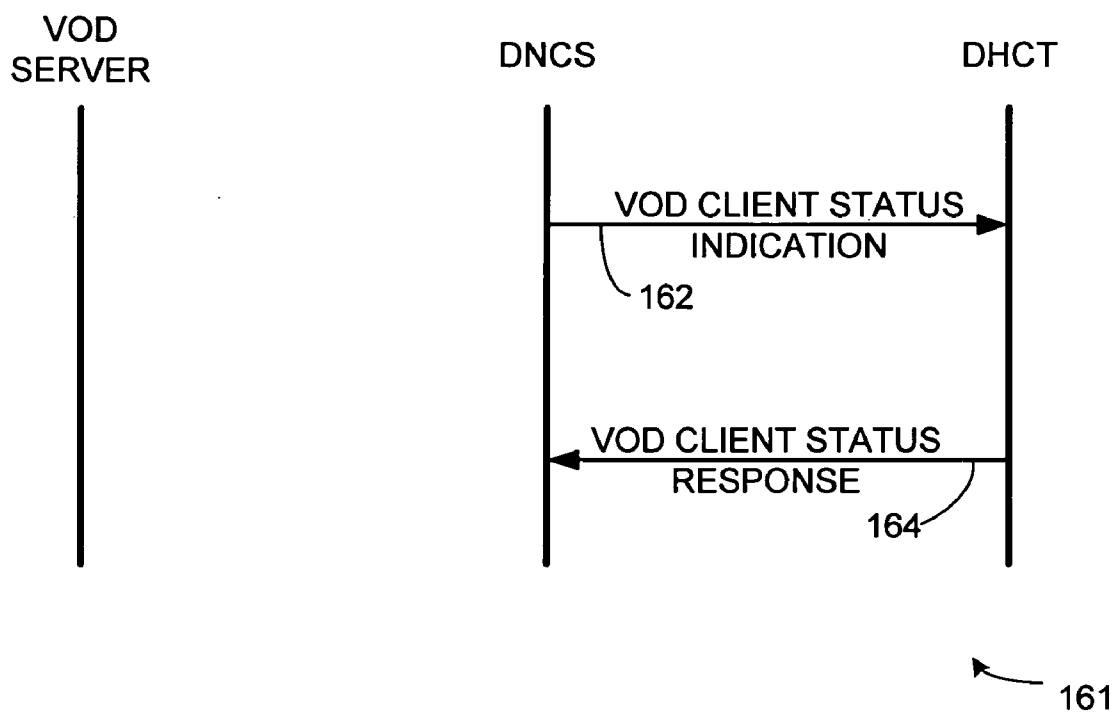 VOD
SERVER
DNCS
DHCT
VOD CLIENT STATUS
INDICATION
162
VOD CLIENT STATUS
RESPONSE
164
161